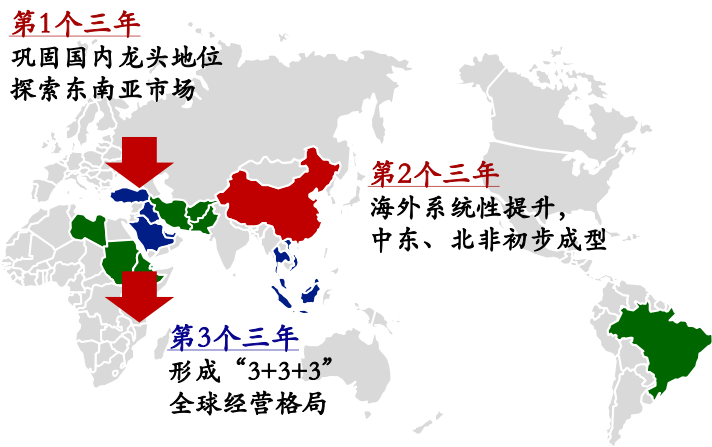 第1个三年
巩固国内龙头地位
探索东南亚市场
第2个三年
海外系统性提升，
中东、北非初步成型
第3个三年
形成“3+3+3”
全球经营格局